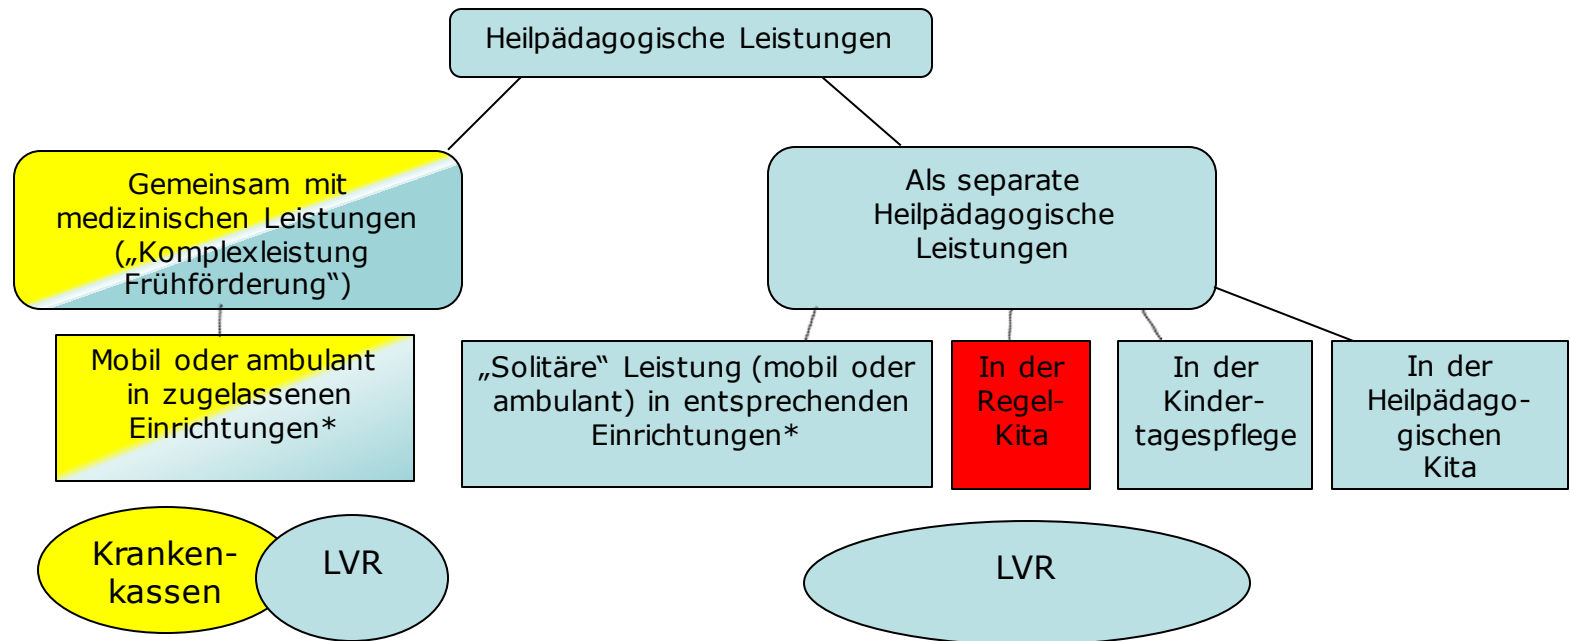 Heilpädagogische Leistungen
Gemeinsam mit
medizinischen Leistungen
(„Komplexleistung
Frühförderung“)
Als separate
Heilpädagogische
Leistungen
Mobil oder ambulant
in zugelassenen
Einrichtungen*
„Solitäre“ Leistung (mobil oder
ambulant) in entsprechenden
Einrichtungen*
In der
Regel-
Kita
In der
Kinder-
tagespflege
In der
Heilpädago-
gischen
Kita
Kranken-
kassen
LVR
LVR